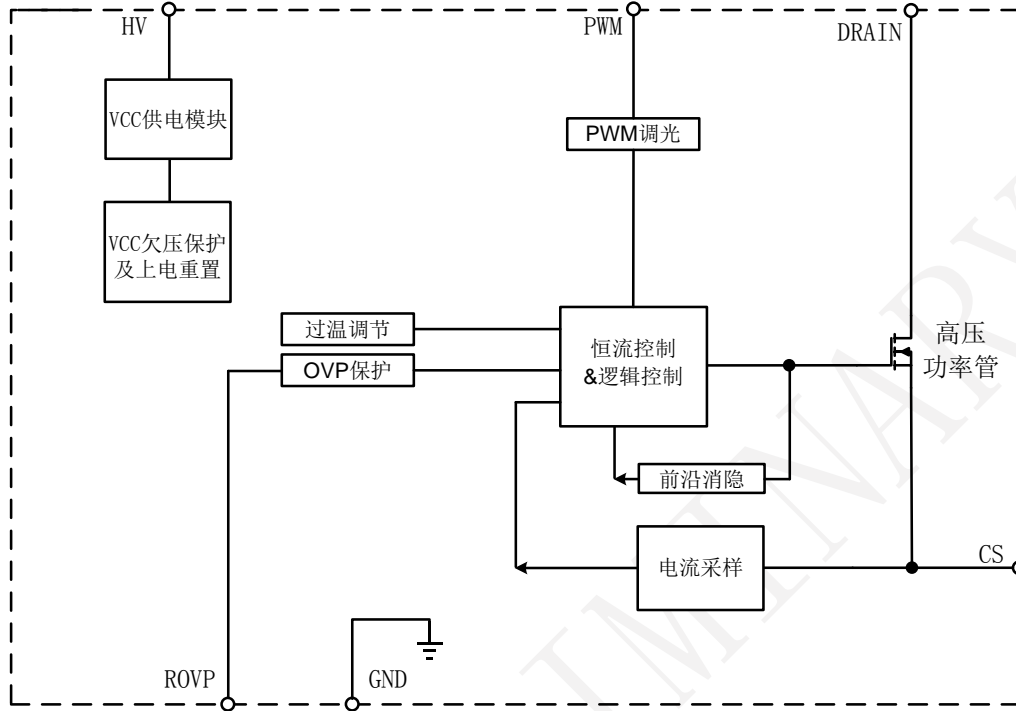 HV
PWM
DRAIN
VCC供电模块
PWM调光
VCC欠压保护
及上电重置
过温调节
OVP保护
恒流控制
&逻辑控制
高压
功率管
前沿消隐
电流采样
CS
ROVP
GND